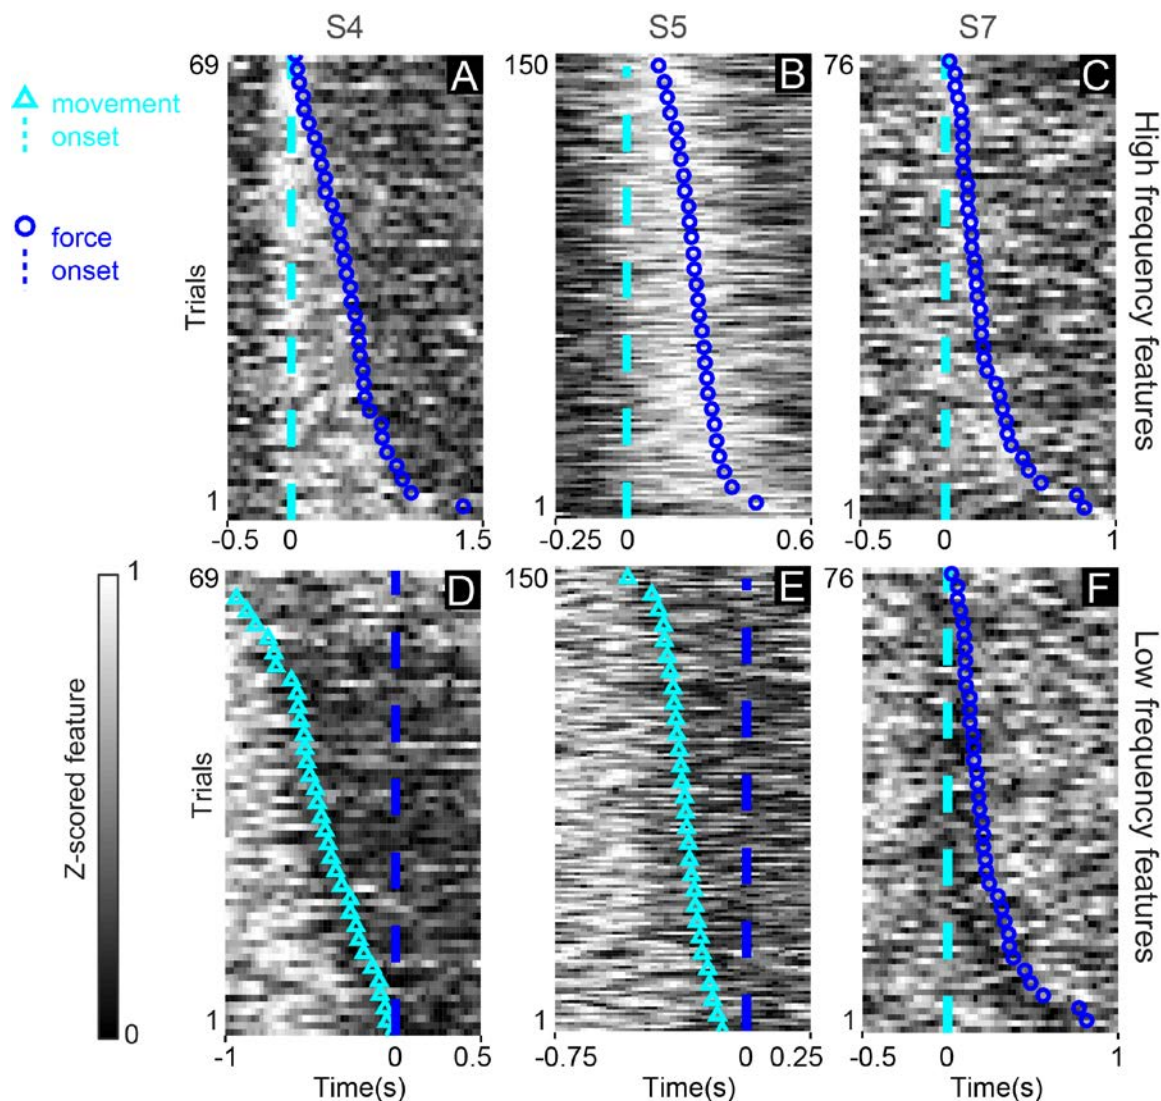 S4
S5
S7
movement
onset
force
onset
High frequency features
Trials
69
A
1
-0.5
0
1.5
150
B
1
-0.25
0
0.6
76
C
1
-0.5
0
1
Low frequency features
Z-scored feature
1
0
Trials
69
D
1
-1
0
0.5
Time(s)
150
E
1
-0.75
0
0.25
Time(s)
76
F
1
-0.5
0
1
Time(s)